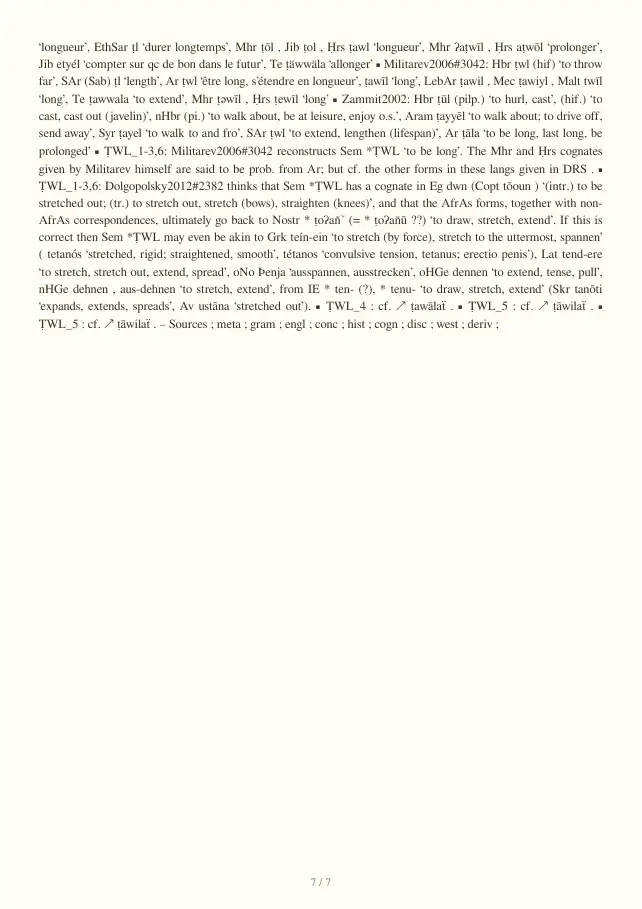 ‘longueur’, EthSar ṭl ‘durer longtemps’, Mhr ṭōl , Jib ṭol , Ḥrs ṭawl ‘longueur’, Mhr ʔaṭwīl , Ḥrs aṭwōl ‘prolonger’,
Jib etyél ‘compter sur qc de bon dans le futur’, Te ṭäwwäla ‘allonger’ ▪ Militarev2006#3042: Hbr ṭwl (hif) ‘to throw
far’, SAr (Sab) ṭl ‘length’, Ar ṭwl ‘être long, s'étendre en longueur’, ṭawīl ‘long’, LebAr ṭawīl , Mec ṭawiyl , Malt twīl
‘long’, Te ṭawwala ‘to extend’, Mhr ṭəwīl , Ḥrs ṭewīl ‘long’ ▪ Zammit2002: Hbr ṭūl (pilp.) ‘to hurl, cast’, (hif.) ‘to
cast, cast out (javelin)’, nHbr (pi.) ‘to walk about, be at leisure, enjoy o.s.’, Aram ṭayyēl ‘to walk about; to drive off,
send away’, Syr ṭayel ‘to walk to and fro’, SAr ṭwl ‘to extend, lengthen (lifespan)’, Ar ṭāla ‘to be long, last long, be
prolonged’ ▪ ṬWL_1-3,6: Militarev2006#3042 reconstructs Sem *ṬWL ‘to be long’. The Mhr and Ḥrs cognates
given by Militarev himself are said to be prob. from Ar; but cf. the other forms in these langs given in DRS . ▪
ṬWL_1-3,6: Dolgopolsky2012#2382 thinks that Sem *ṬWL has a cognate in Eg dwn (Copt tōoun ) ‘(intr.) to be
stretched out; (tr.) to stretch out, stretch (bows), straighten (knees)’, and that the AfrAs forms, together with non-
AfrAs correspondences, ultimately go back to Nostr * ṭoʔañ˅ (= * ṭoʔañü ??) ‘to draw, stretch, extend’. If this is
correct then Sem *ṬWL may even be akin to Grk teín-ein ‘to stretch (by force), stretch to the uttermost, spannen’
( tetanós ‘stretched, rigid; straightened, smooth’, tétanos ‘convulsive tension, tetanus; erectio penis’), Lat tend-ere
‘to stretch, stretch out, extend, spread’, oNo Þenja ‘ausspannen, ausstrecken’, oHGe dennen ‘to extend, tense, pull’,
nHGe dehnen , aus-dehnen ‘to stretch, extend’, from IE * ten- (?), * tenu- ‘to draw, stretch, extend’ (Skr tanōti
‘expands, extends, spreads’, Av ustāna ‘stretched out’). ▪ ṬWL_4 : cf. ↗ ṭawālaẗ . ▪ ṬWL_5 : cf. ↗ ṭāwilaẗ . ▪
ṬWL_5 : cf. ↗ ṭāwilaẗ . – Sources ; meta ; gram ; engl ; conc ; hist ; cogn ; disc ; west ; deriv ;
7 / 7